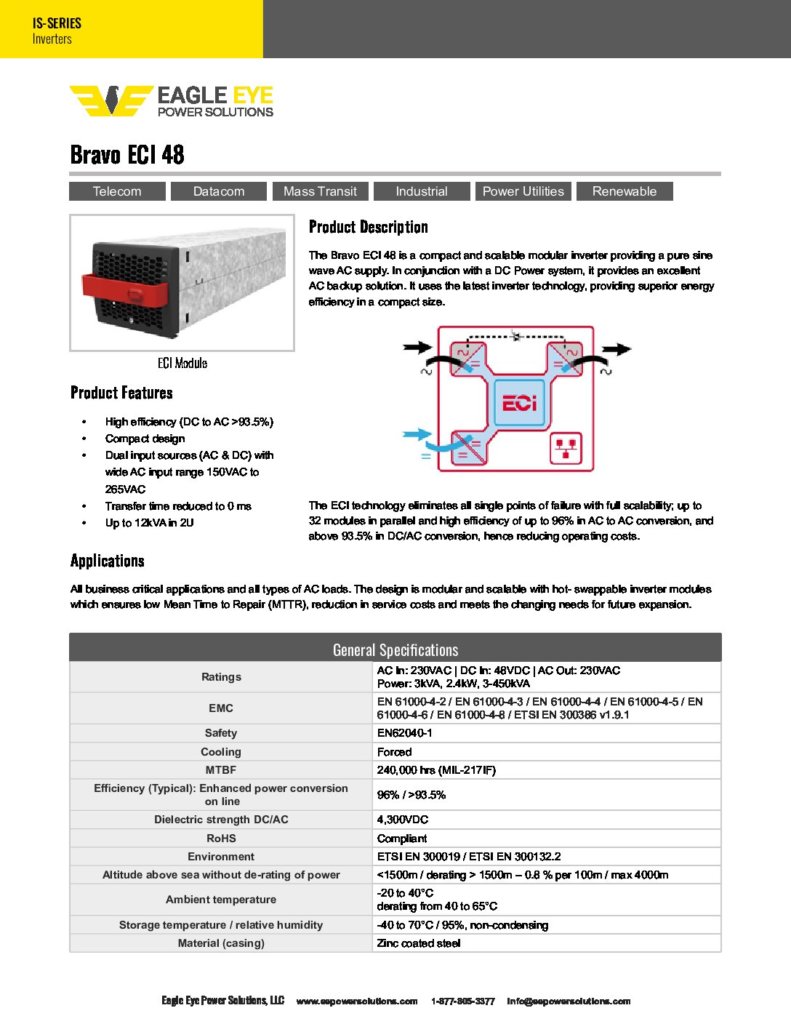 IS-SERIES
Inverters
EAGLE EYE
POWER SOLUTIONS
Bravo ECI 48
Telecom
Datacom
Mass Transit
Industrial
Power Utilities
Renewable
ECI Module
Product Features
• High efficiency (DC to AC >93.5%)
• Compact design
• Dual input sources (AC & DC) with
wide AC input range 150VAC to
265VAC
• Transfer time reduced to 0 ms
• Up to 12kVA in 2U
Product Description
The Bravo ECI 48 is a compact and scalable modular inverter providing a pure sine
wave AC supply. In conjunction with a DC Power system, it provides an excellent
AC backup solution. It uses the latest inverter technology, providing superior energy
efficiency in a compact size.
ECI
The ECI technology eliminates all single points of failure with full scalability; up to
32 modules in parallel and high efficiency of up to 96% in AC to AC conversion, and
above 93.5% in DC/AC conversion, hence reducing operating costs.
Applications
All business critical applications and all types of AC loads. The design is modular and scalable with hot- swappable inverter modules
which ensures low Mean Time to Repair (MTTR), reduction in service costs and meets the changing needs for future expansion.
General Specifications
Ratings
AC In: 230VAC | DC In: 48VDC | AC Out: 230VAC
Power: 3kVA, 2.4kW, 3-450kVA
EMC
EN 61000-4-2 / EN 61000-4-3 / EN 61000-4-4 / EN 61000-4-5 / EN
61000-4-6 / EN 61000-4-8 / ETSI EN 300386 v1.9.1
Safety
EN62040-1
Cooling
Forced
MTBF
240,000 hrs (MIL-217IF)
Efficiency (Typical): Enhanced power conversion
on line
96% / >93.5%
Dielectric strength DC/AC
4,300VDC
RoHS
Compliant
Environment
ETSI EN 300019 / ETSI EN 300132.2
Altitude above sea without de-rating of power
<1500m / derating > 1500m – 0.8 % per 100m / max 4000m
Ambient temperature
-20 to 40°C
derating from 40 to 65°C
Storage temperature / relative humidity
-40 to 70°C / 95%, non-condensing
Material (casing)
Zinc coated steel
Eagle Eye Power Solutions, LLC www.eepowersolutions.com 1-877-805-3377 info@eepowersolutions.com